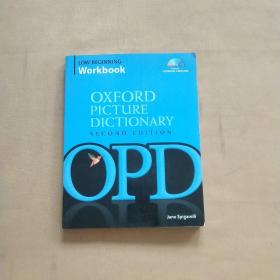 LOW BEGINNING
Workbook
OXFORD
PICTURE
DICTIONARY
SECOND EDITION
OPD
Jane Spigarelli